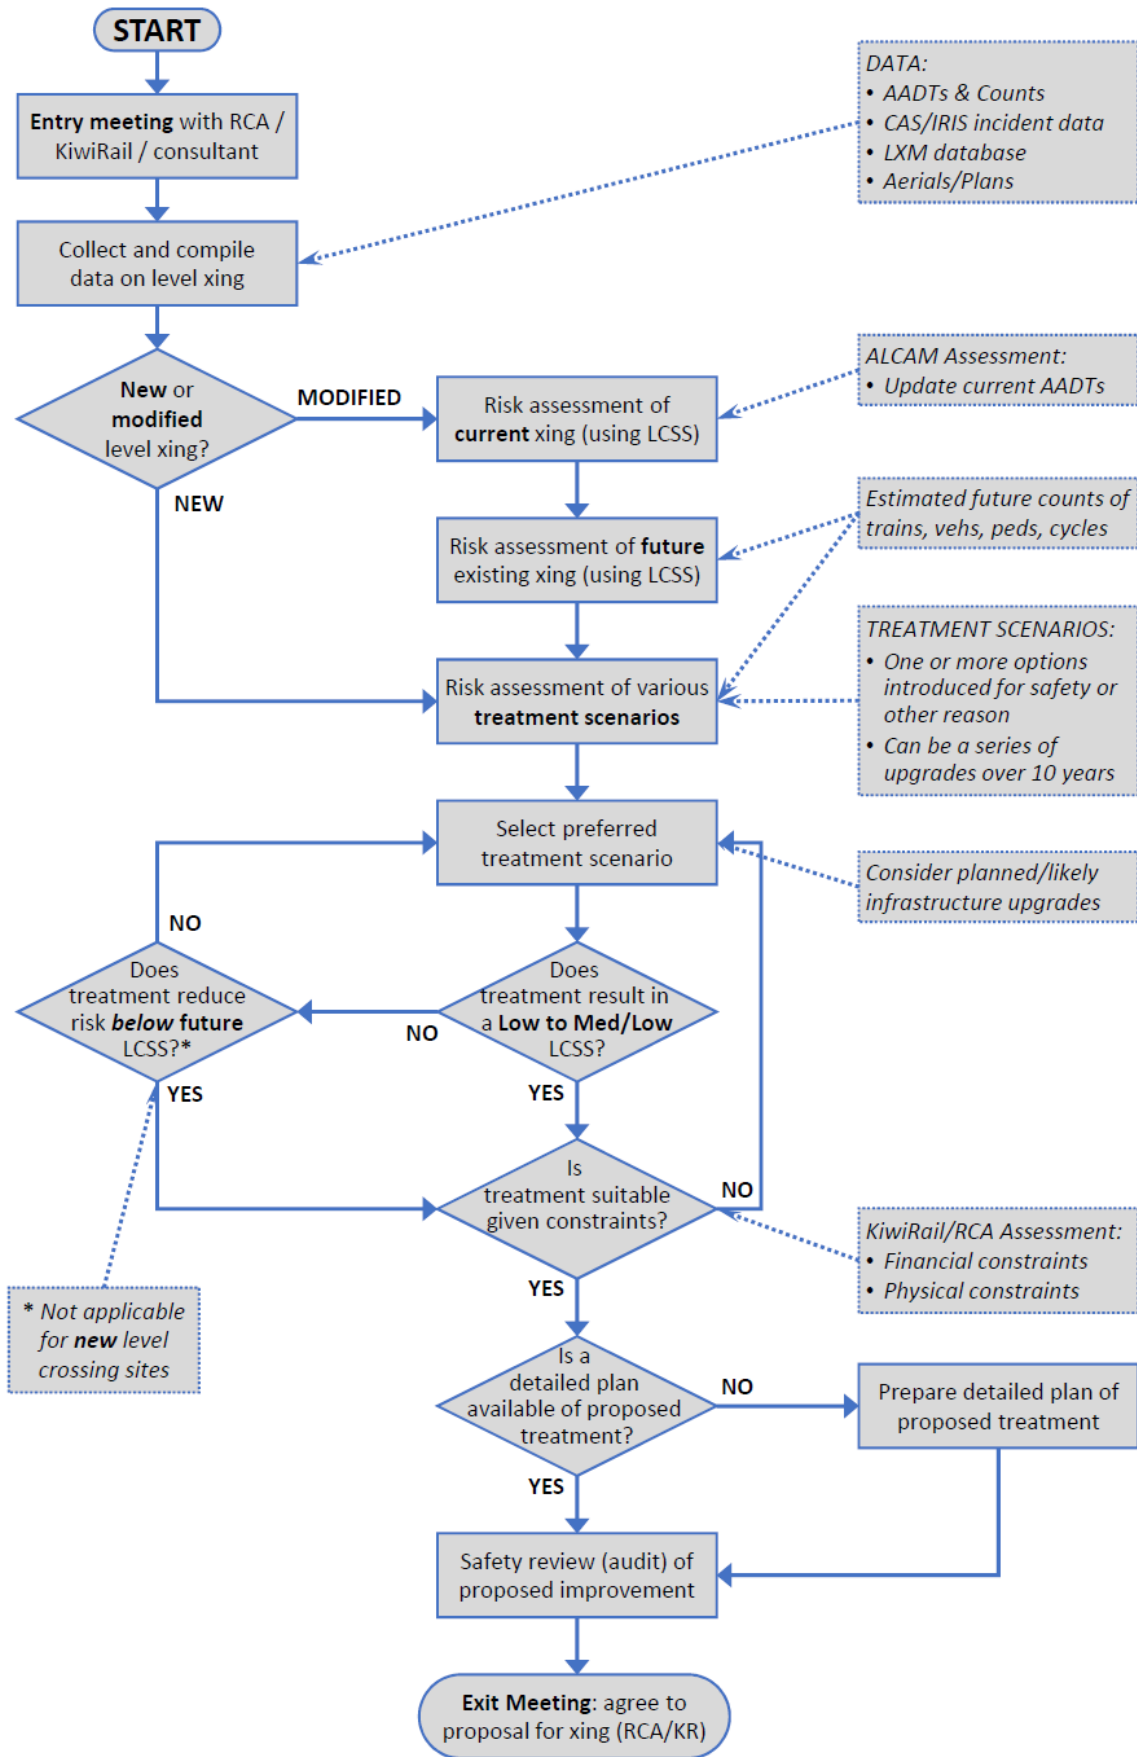 START
Entry meeting with RCA /
KiwiRail / consultant
DATA:
• AADTs & Counts
• CAS/IRIS incident data
• LXM database
• Aerials/Plans
Collect and compile
data on level xing
New or
modified
level xing?
MODIFIED
NEW
Risk assessment of
current xing (using LCSS)
ALCAM Assessment:
• Update current AADTs
Risk assessment of future
existing xing (using LCSS)
Estimated future counts of
trains, vehs, peds, cycles
Risk assessment of various
treatment scenarios
TREATMENT SCENARIOS:
• One or more options
introduced for safety or
other reason
• Can be a series of
upgrades over 10 years
Select preferred
treatment scenario
Consider planned/likely
infrastructure upgrades
NO
Does
treatment reduce
risk below future
LCSS?*
NO
Does
treatment result in
a Low to Med/Low
LCSS?
YES
YES
Is
treatment suitable
given constraints?
NO
KiwiRail/RCA Assessment:
• Financial constraints
• Physical constraints
* Not applicable
for new level
crossing sites
YES
Is a
detailed plan
available of proposed
treatment?
NO
Prepare detailed plan of
proposed treatment
YES
Safety review (audit) of
proposed improvement
Exit Meeting: agree to
proposal for xing (RCA/KR)